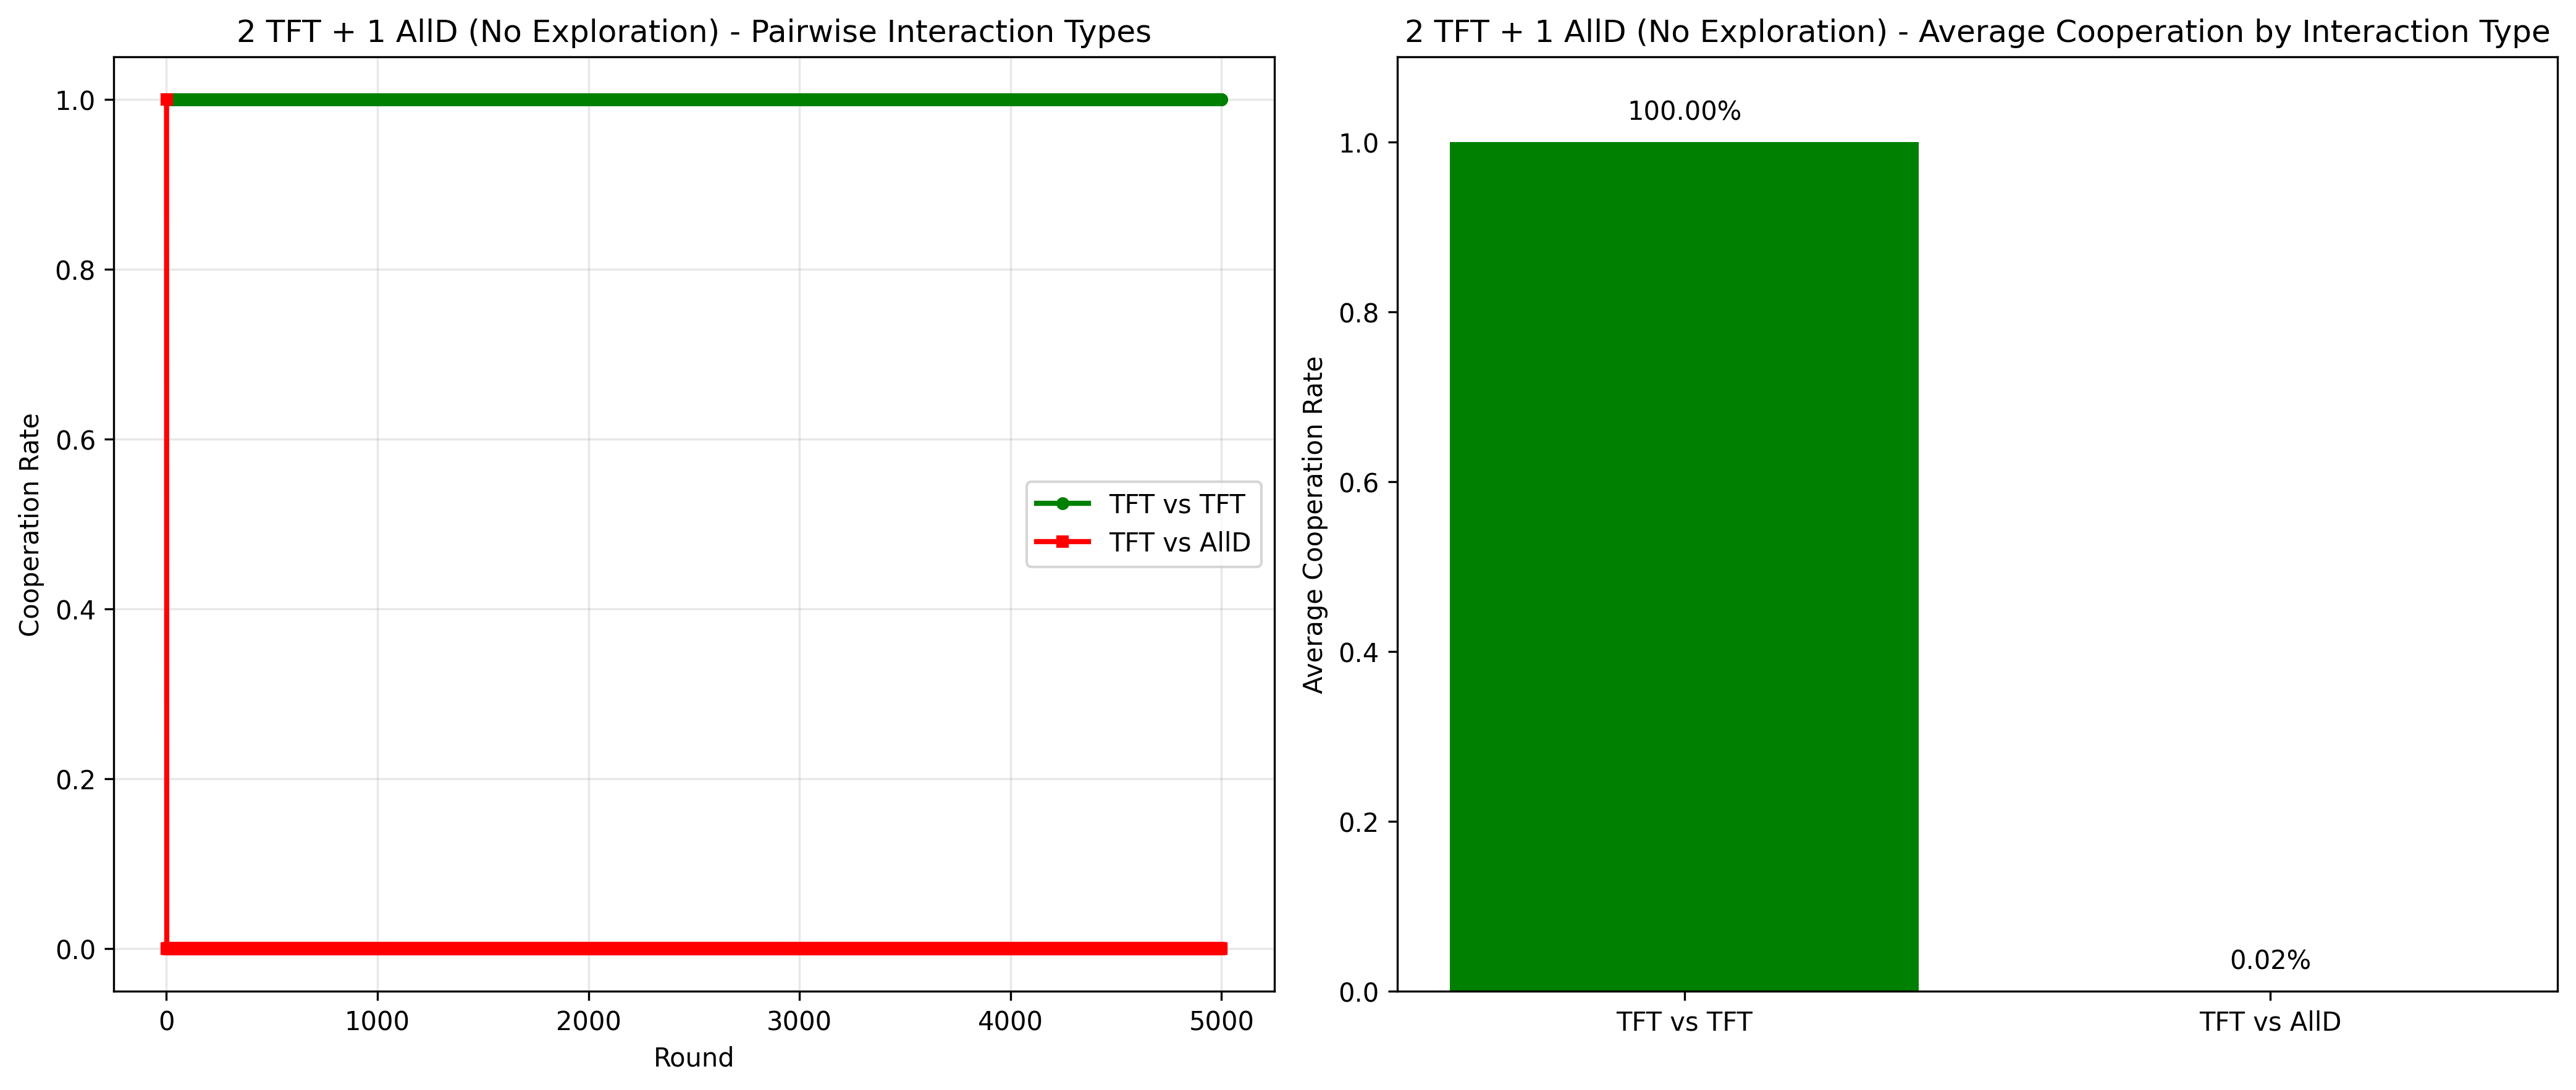 2 TFT + 1 AllD (No Exploration) - Pairwise Interaction Types
Cooperation Rate
1.0
0.8
0.6
0.4
0.2
0.0
0
1000
2000
3000
4000
5000
Round
TFT vs TFT
TFT vs AllD
2 TFT + 1 AllD (No Exploration) - Average Cooperation by Interaction Type
Average Cooperation Rate
1.0
0.8
0.6
0.4
0.2
0.0
100.00%
0.02%
TFT vs TFT
TFT vs AllD